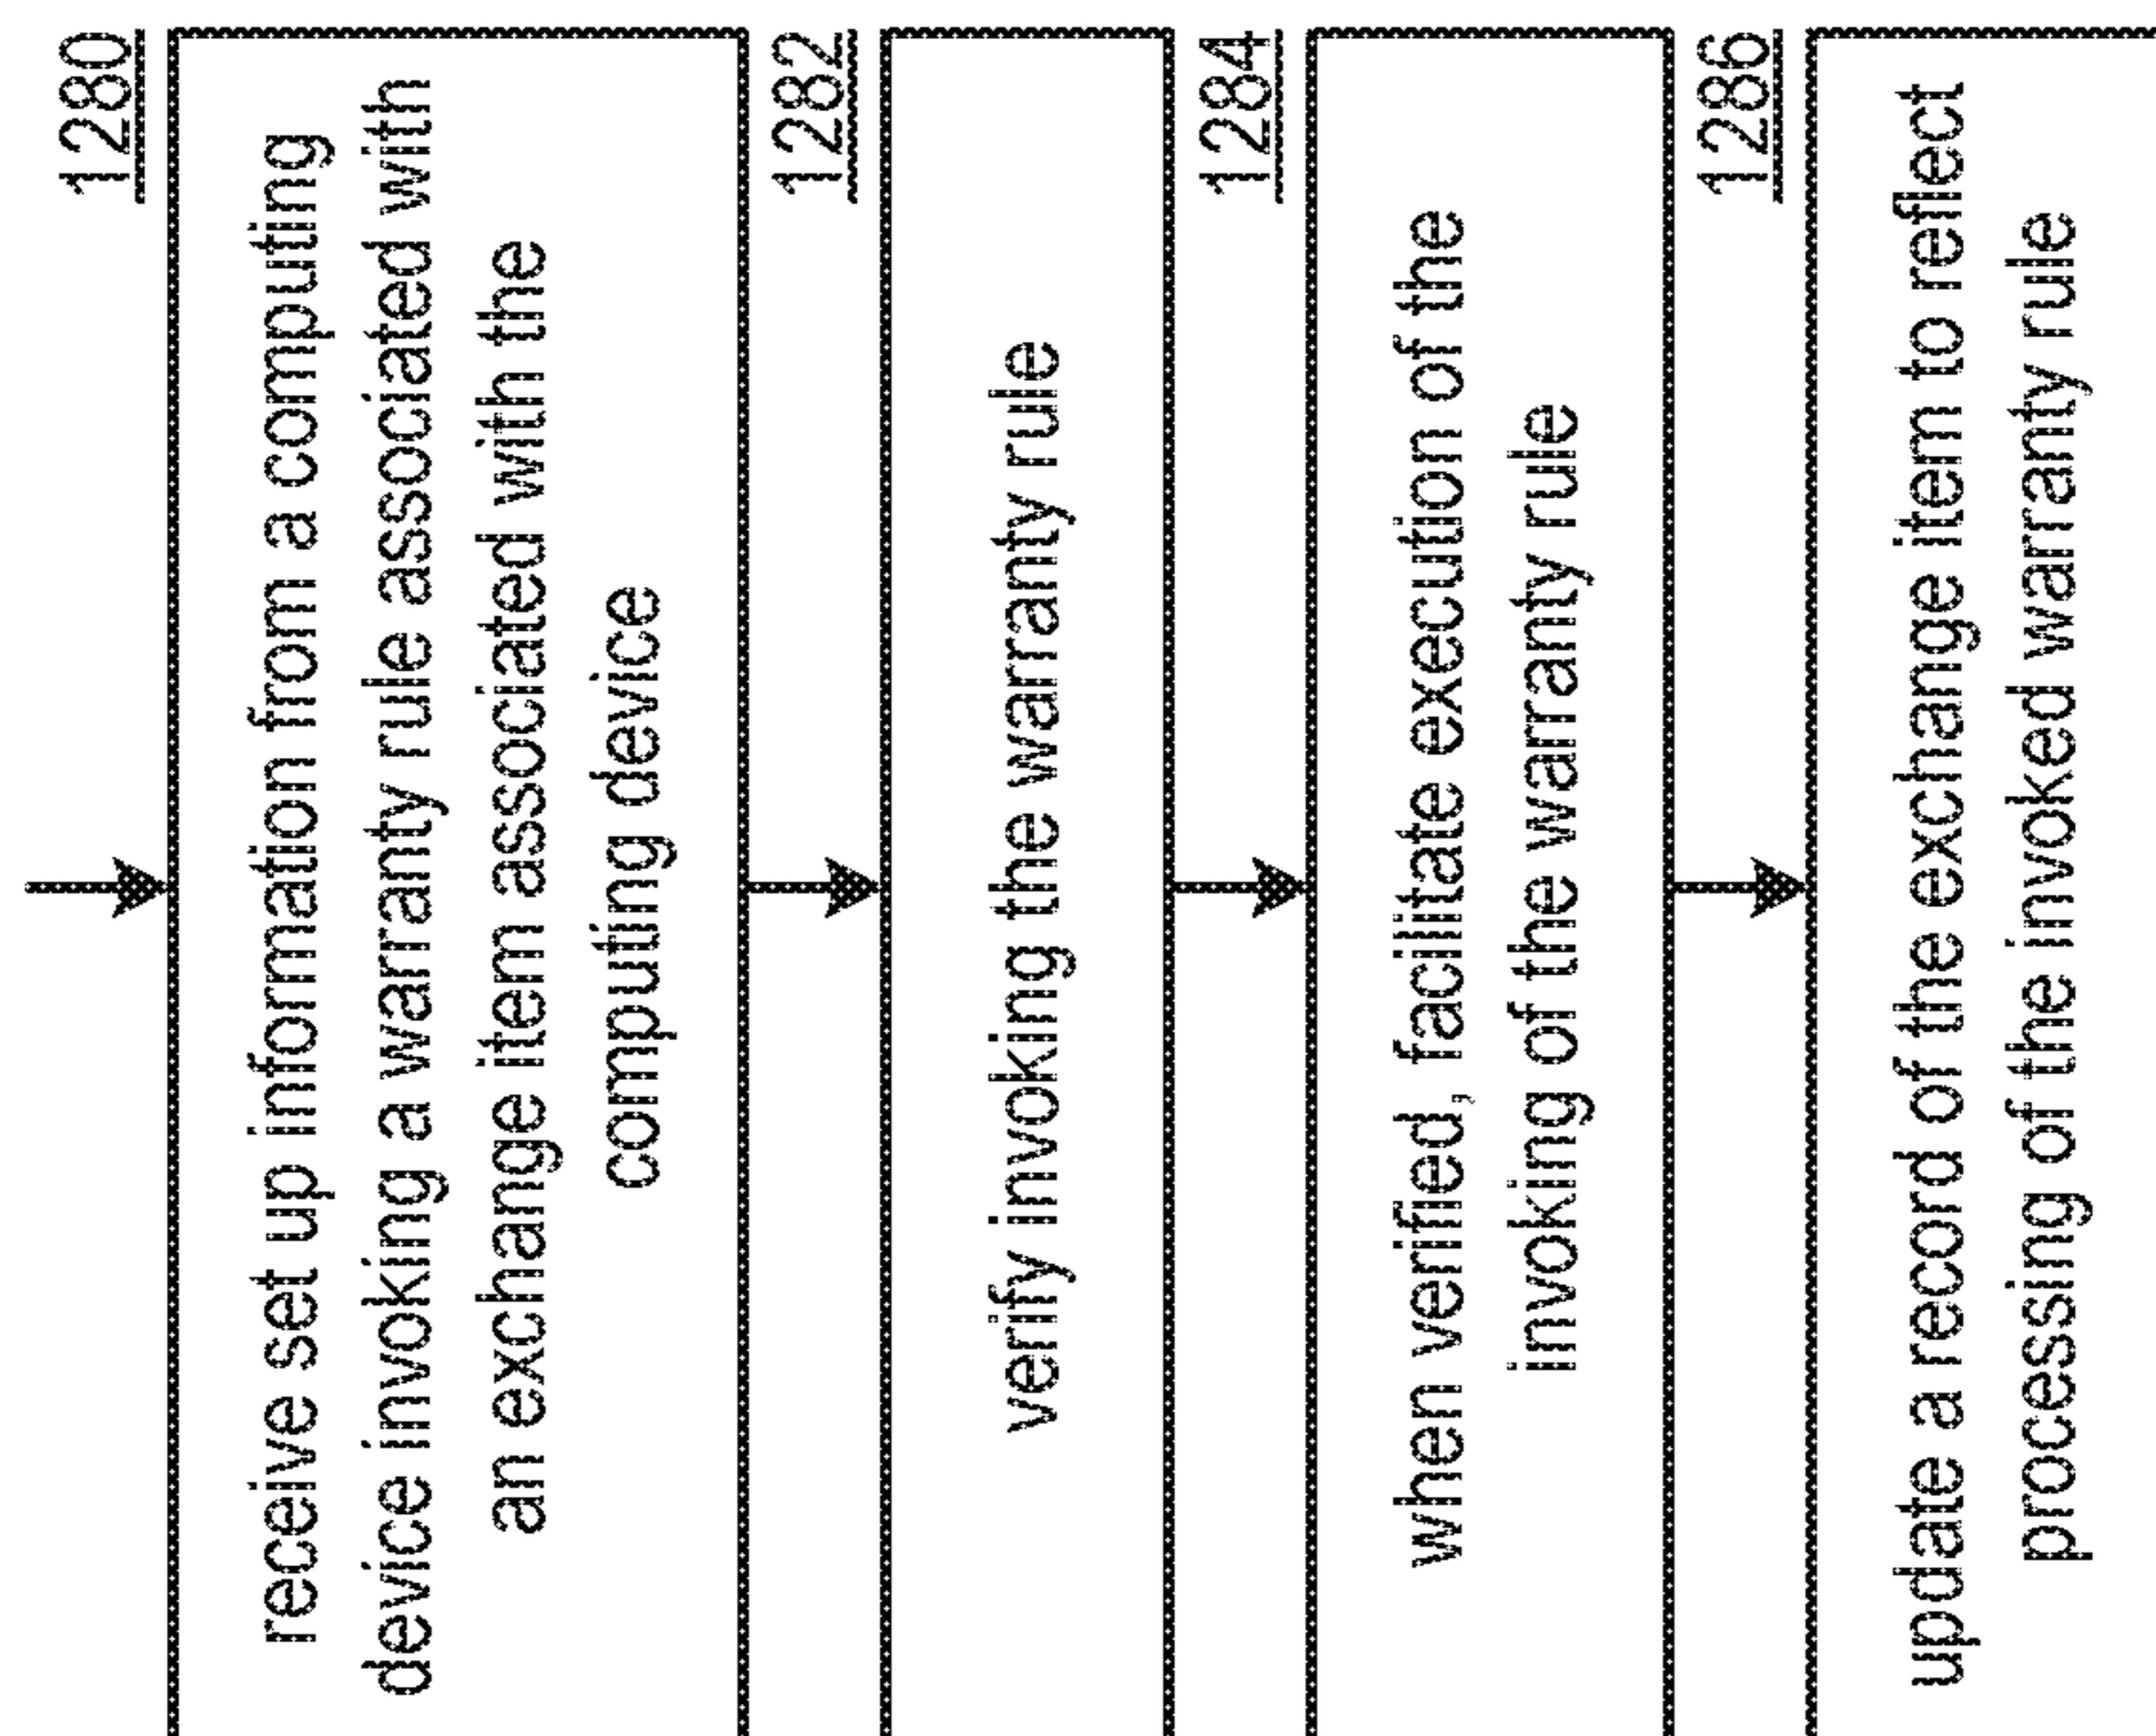 1280
receive set up information from a computing
device invoking a warranty rule associated with
an exchange item associated with the
computing device
1282
verify invoking the warranty rule
1284
when verified, facilitate execution of the
invoking of the warranty rule
1286
update a record of the exchange item to reflect
processing of the invoked warranty rule